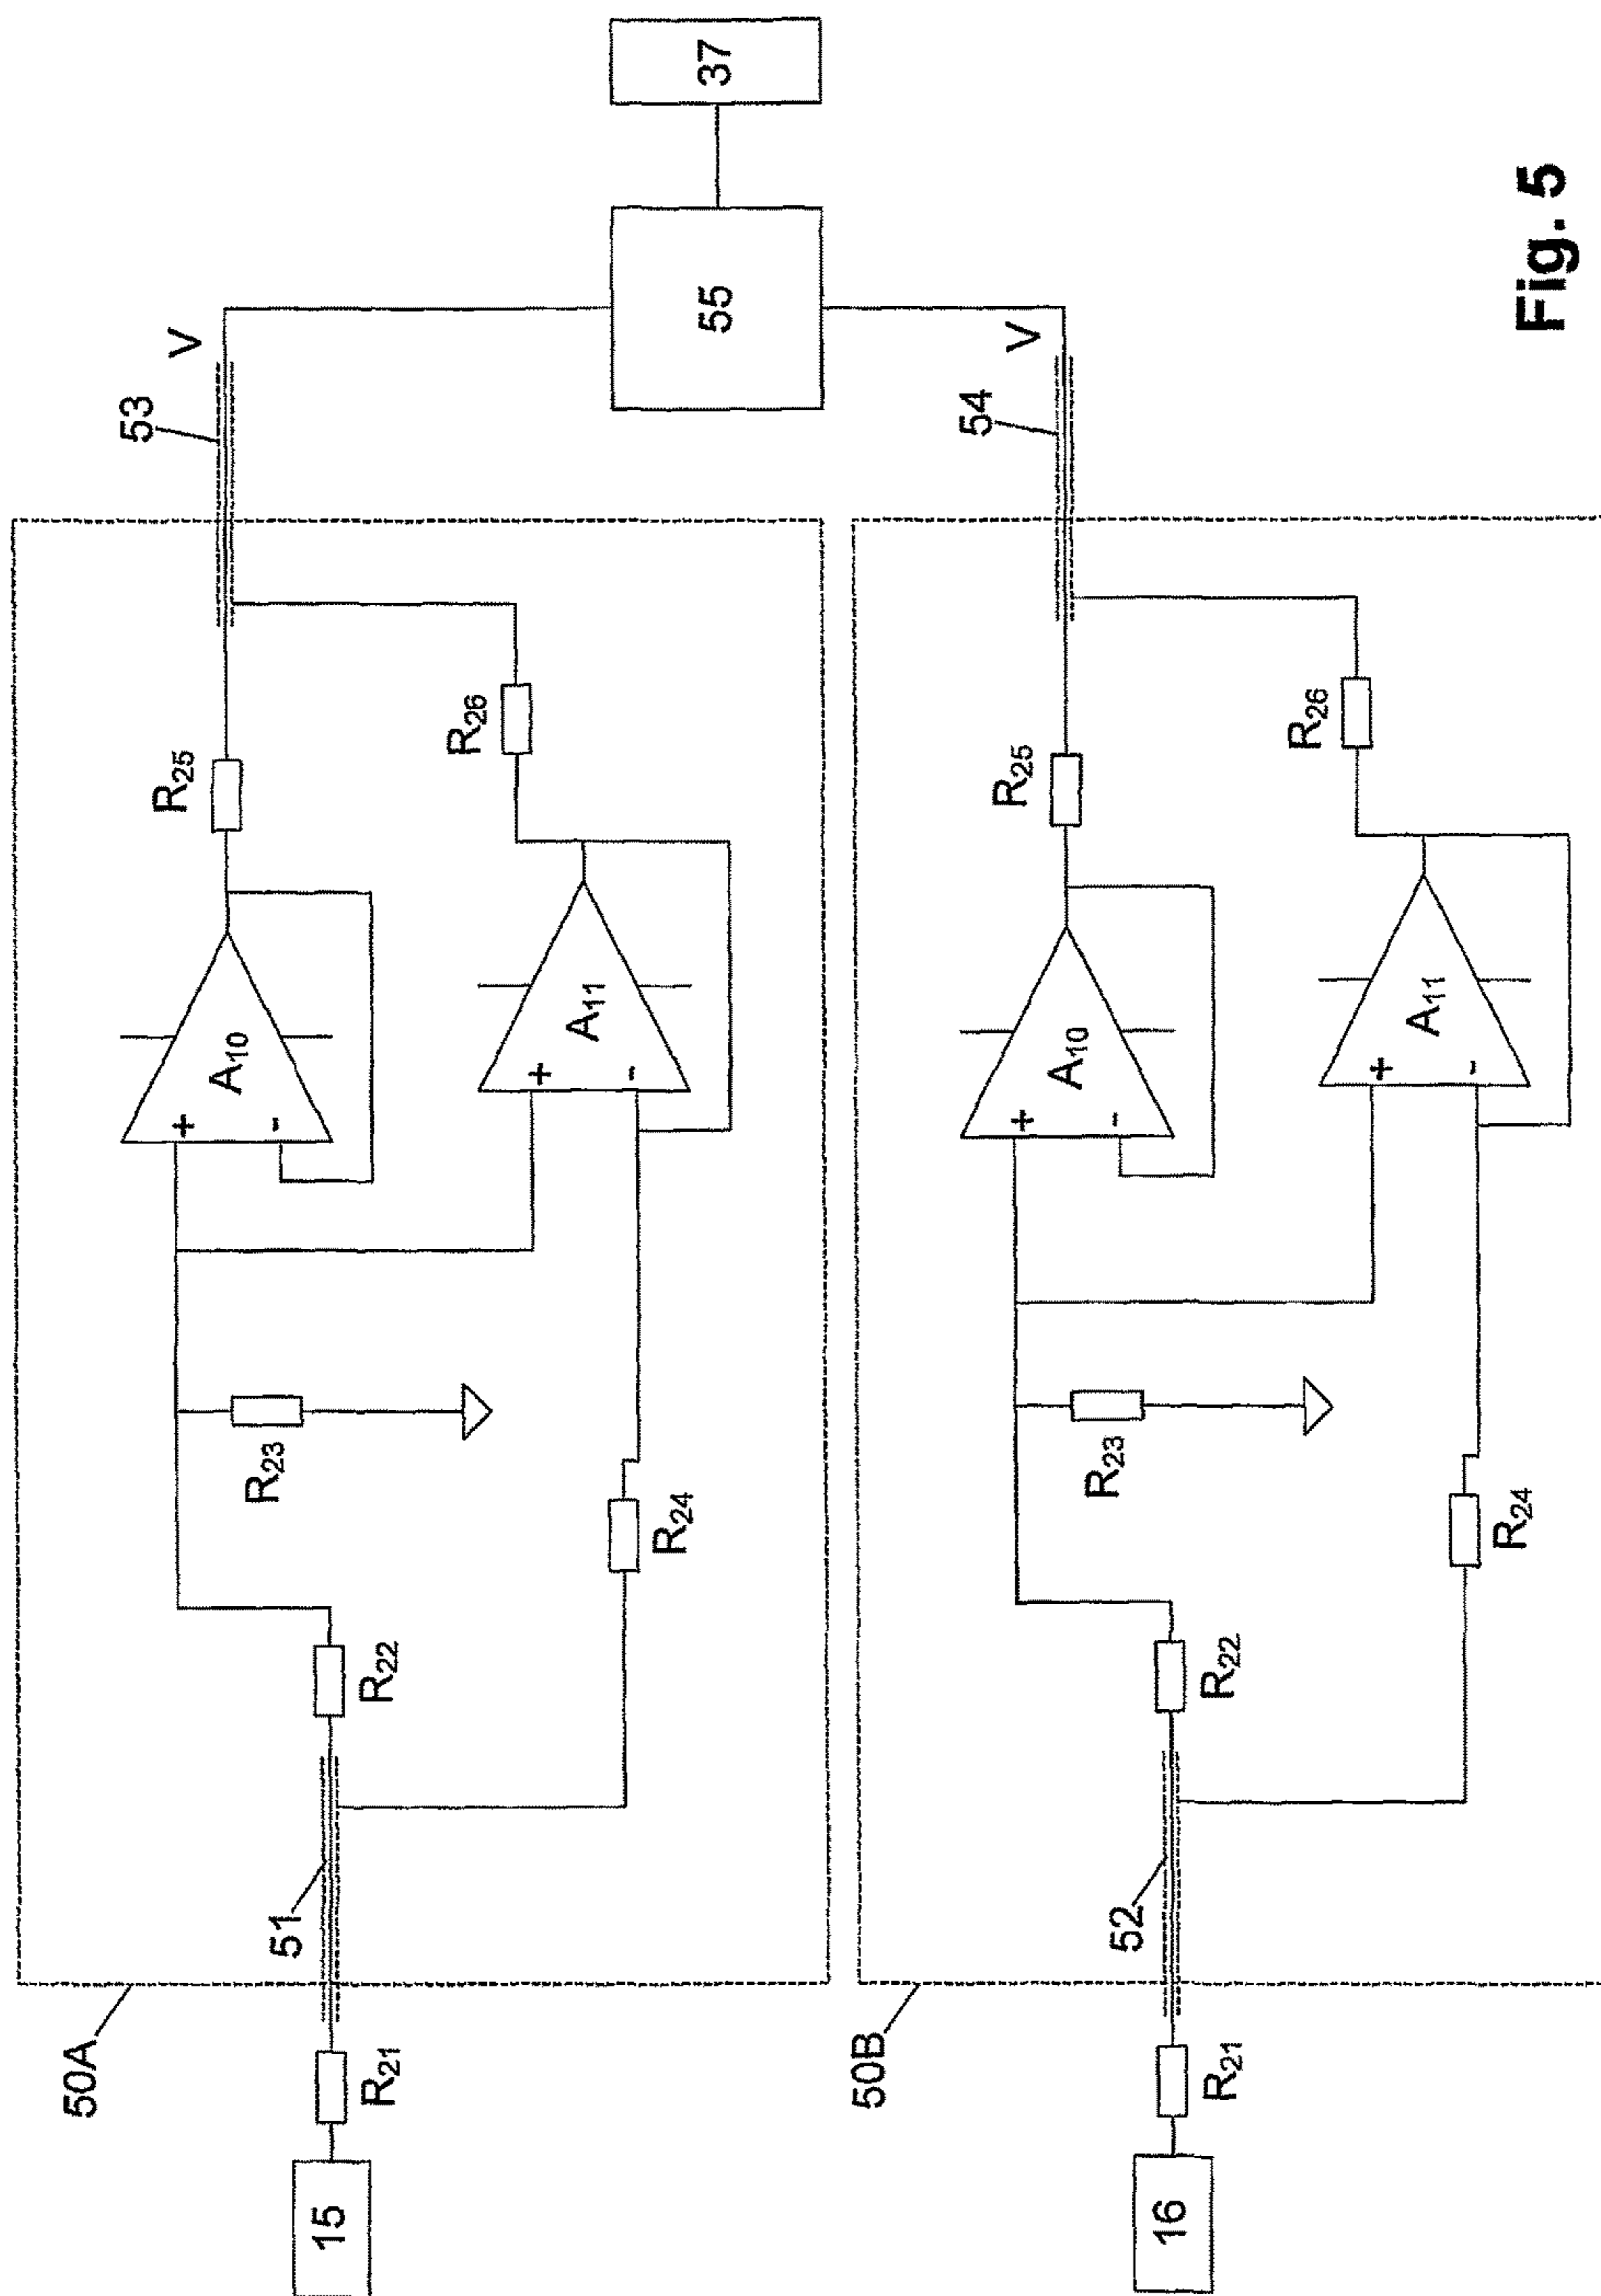 50A
15
R21
51
R22
R23
R24
+
-
A10
+
-
A11
R25
R26
53
V
55
37
50B
16
R21
52
R22
R23
R24
+
-
A10
+
-
A11
R25
R26
54
V
Fig. 5